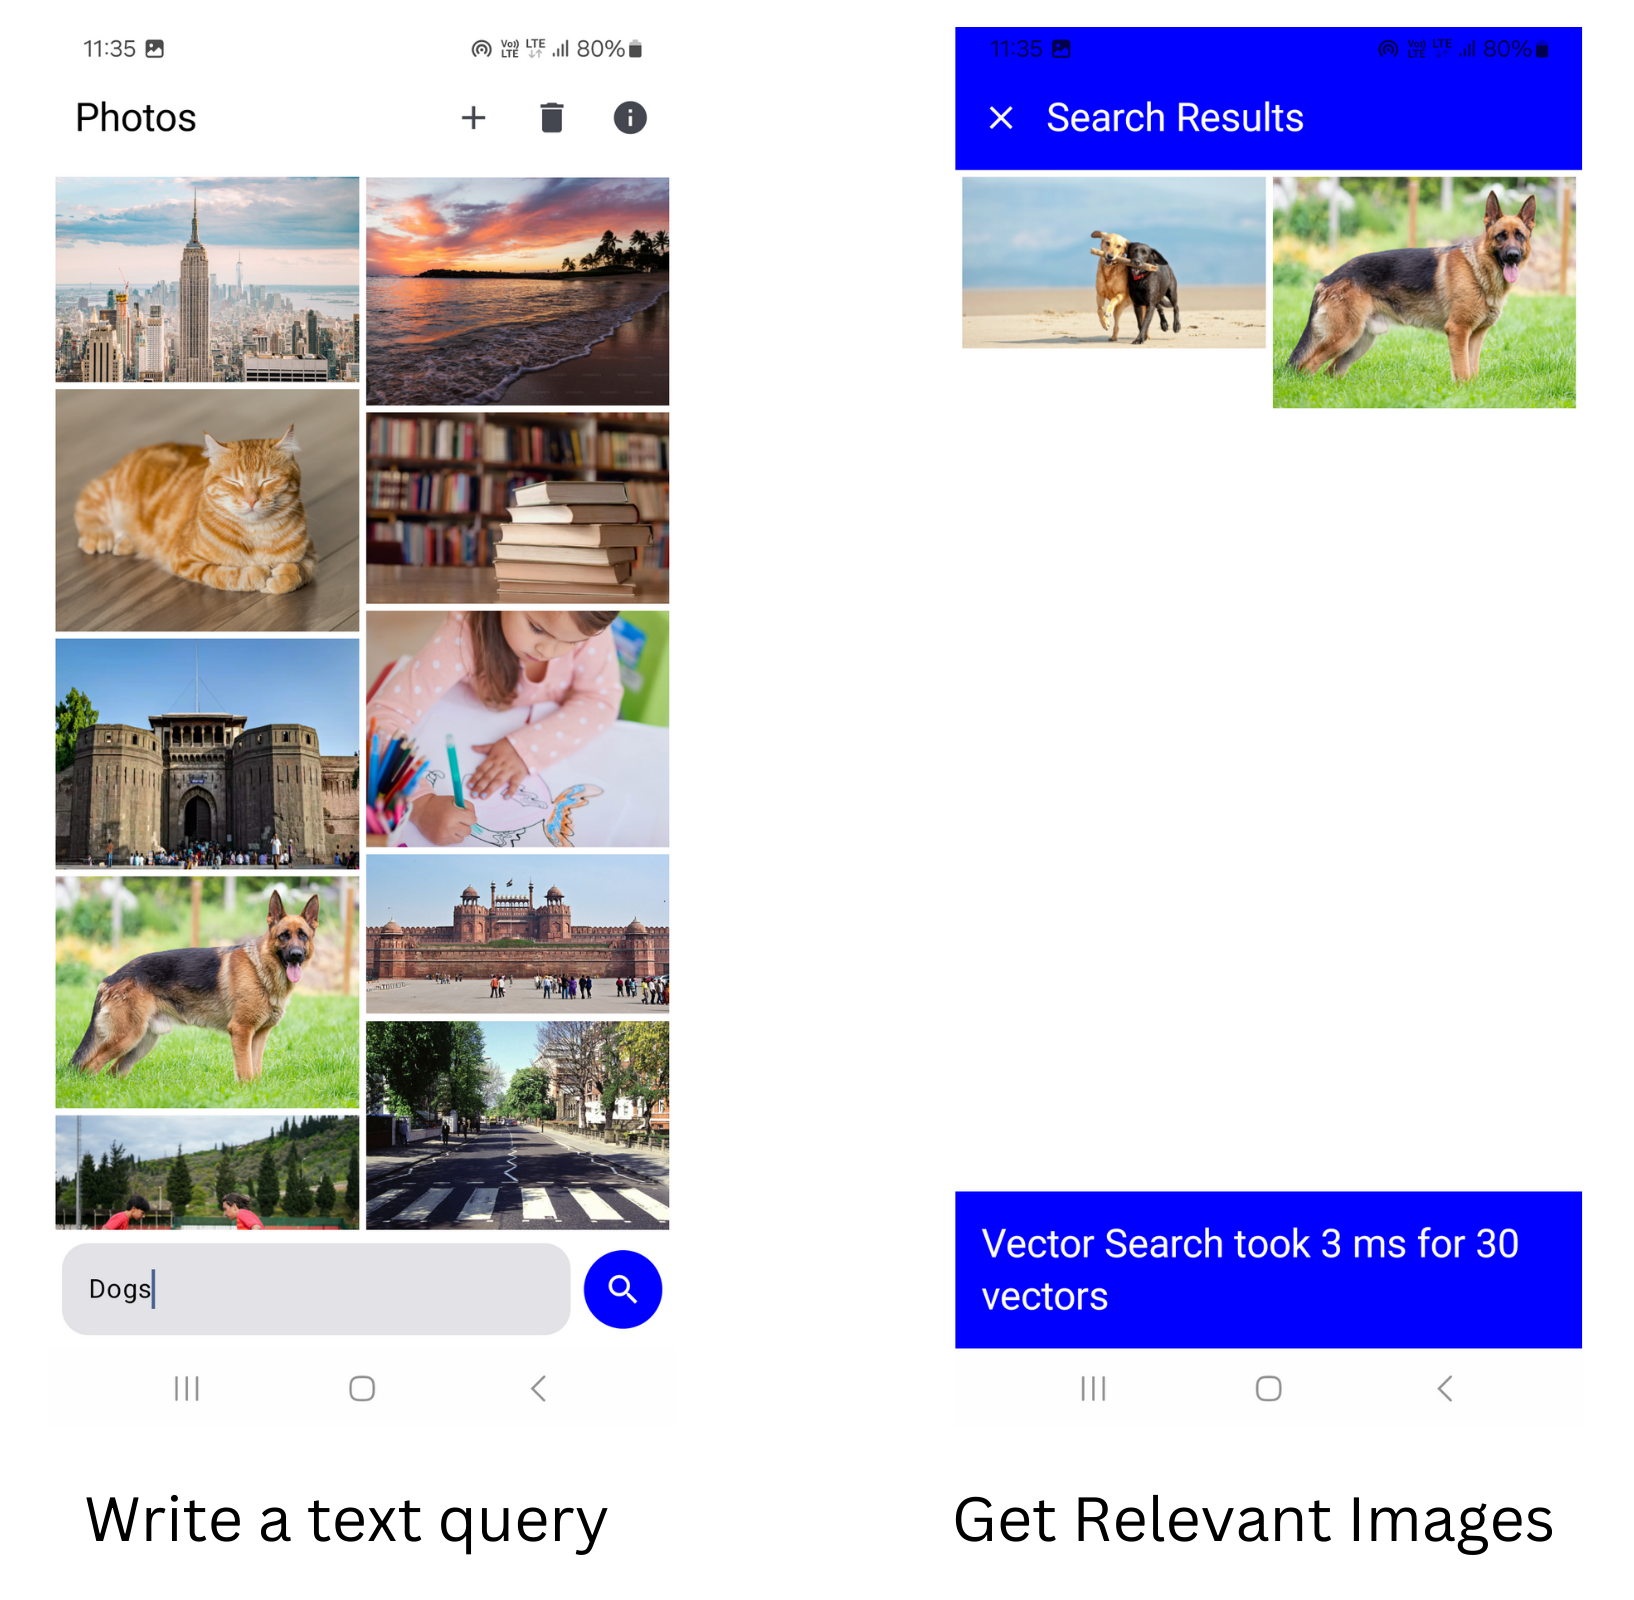 11:35
Vo)) LTE LTE 80%
Photos
Dogs
Write a text query
11:35
Vo)) LTE LTE 80%
Search Results
Vector Search took 3 ms for 30
vectors
Get Relevant Images